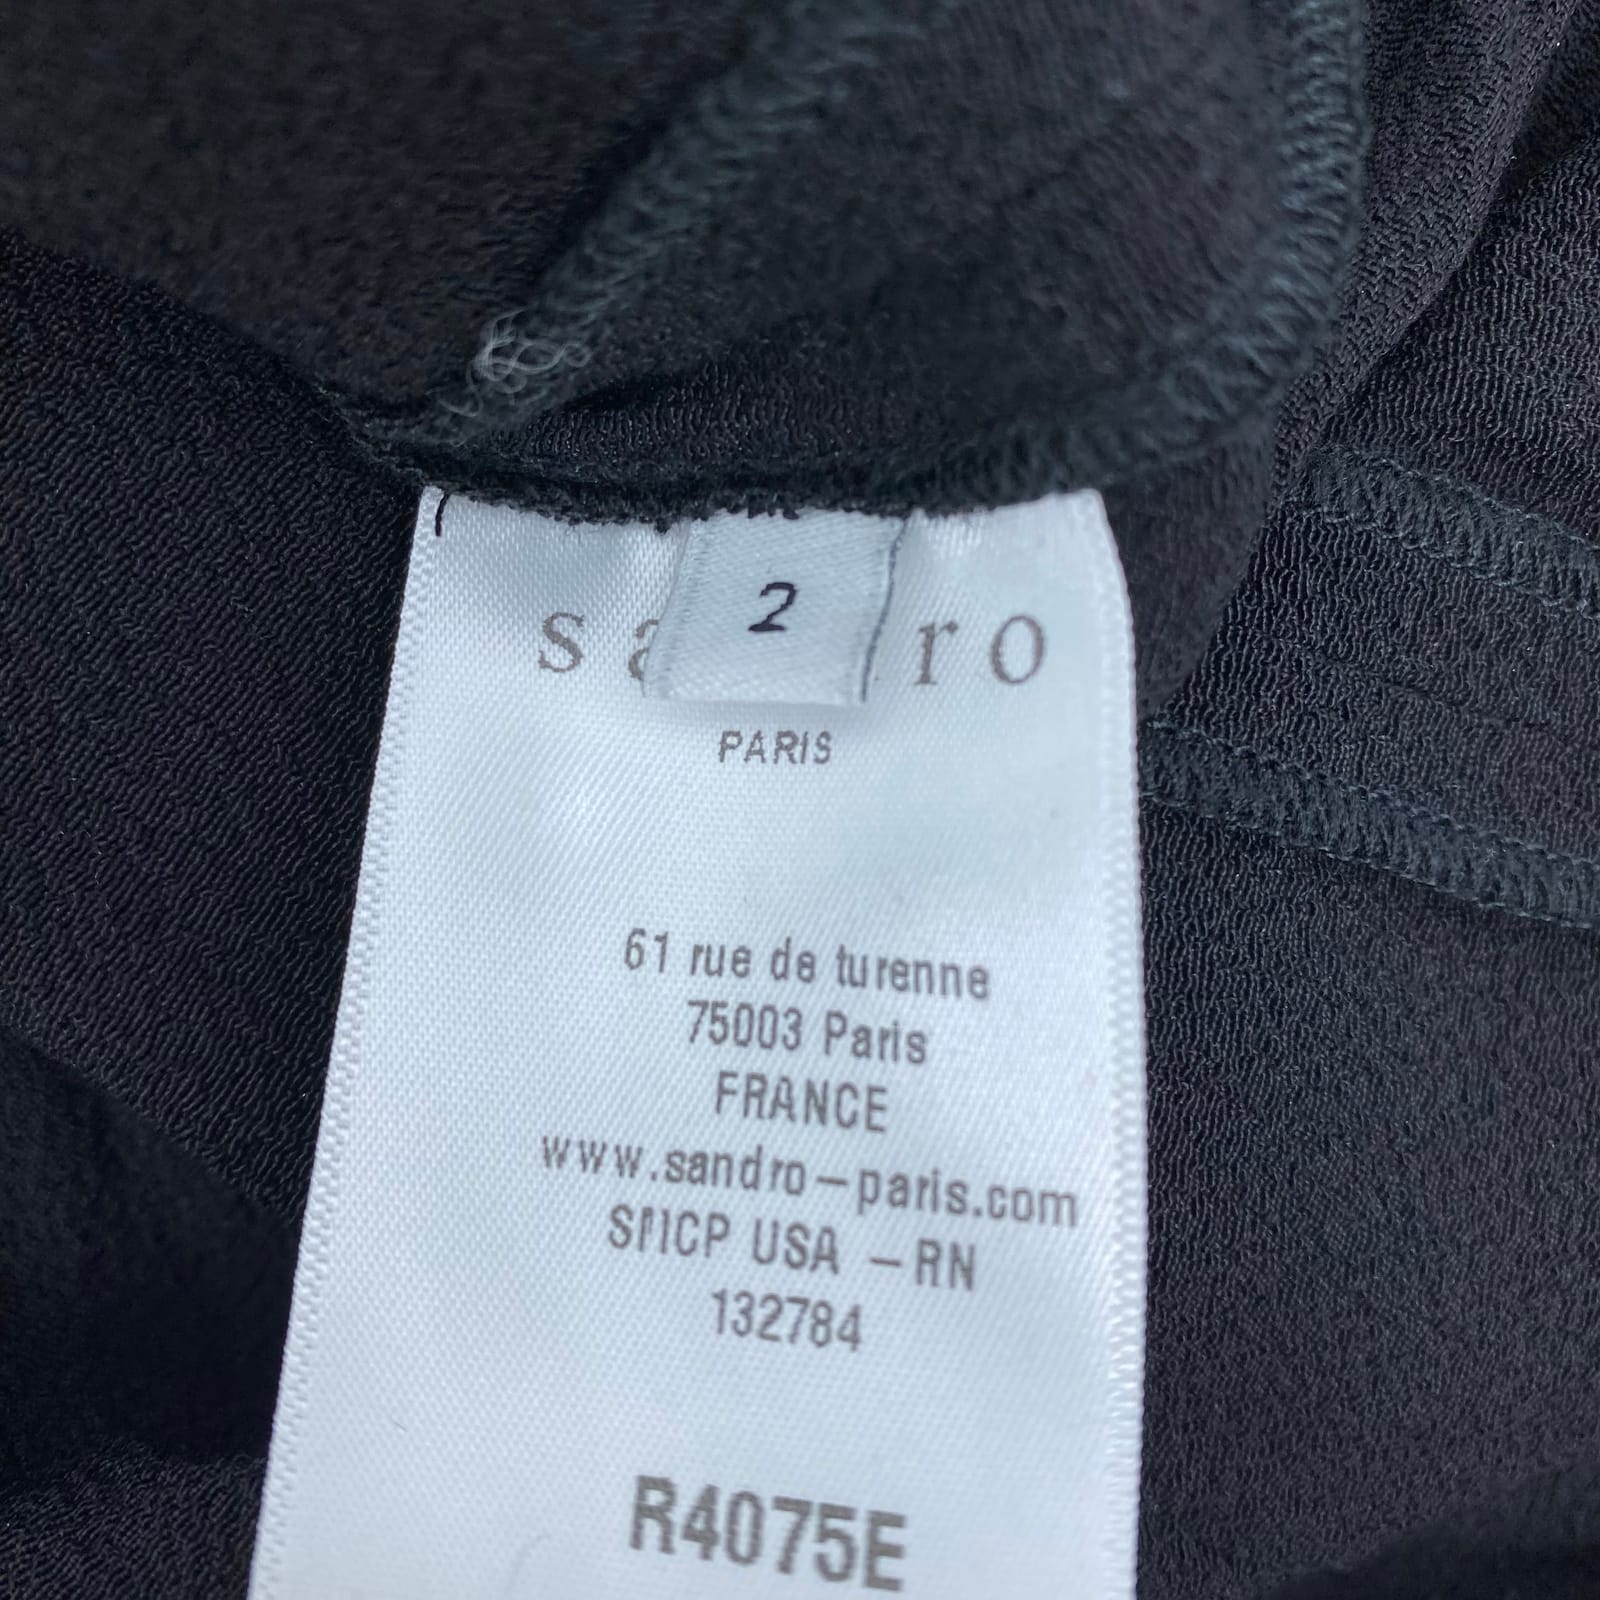 2
sa ro
PARIS
61 rue de turenne
75003 Paris
FRANCE
www.sandro-paris.com
SMCP USA - RN
132784
R4075E